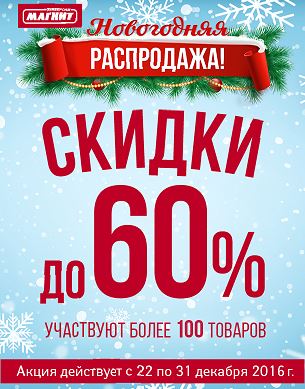 МАГНИТ
Новогодняя
РАСПРОДАЖА!
СКИДКИ
ДО 60%
УЧАСТВУЮТ БОЛЕЕ 100 ТОВАРОВ
Акция действует с 22 по 31 декабря 2016 г.